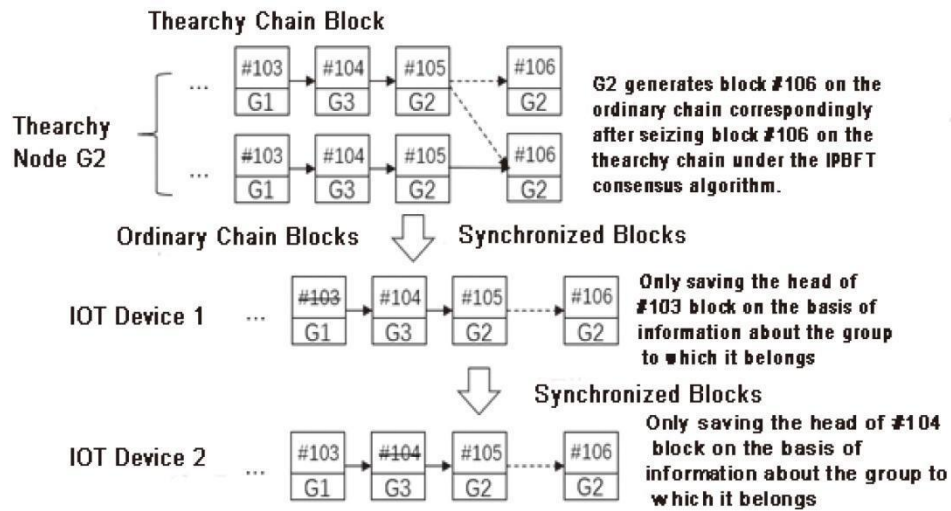 Thearchy Chain Block
... #103 #104 #105 #106
G1 G3 G2 G2
Thearchy
Node G2
... #103 #104 #105 #106
G1 G3 G2 G2
G2 generates block #106 on the
ordinary chain correspondingly
after seizing block #106 on the
thearchy chain under the IPBFT
consensus algorithm.
Ordinary Chain Blocks
Synchronized Blocks
IOT Device 1
... #103 #104 #105 #106
G1 G3 G2 G2
Only saving the head of
#103 block on the basis of
information about the group
to which it belongs
Synchronized Blocks
IOT Device 2
... #103 #104 #105 #106
G1 G3 G2 G2
Only saving the head of #104
block on the basis of
information about the group to
which it belongs